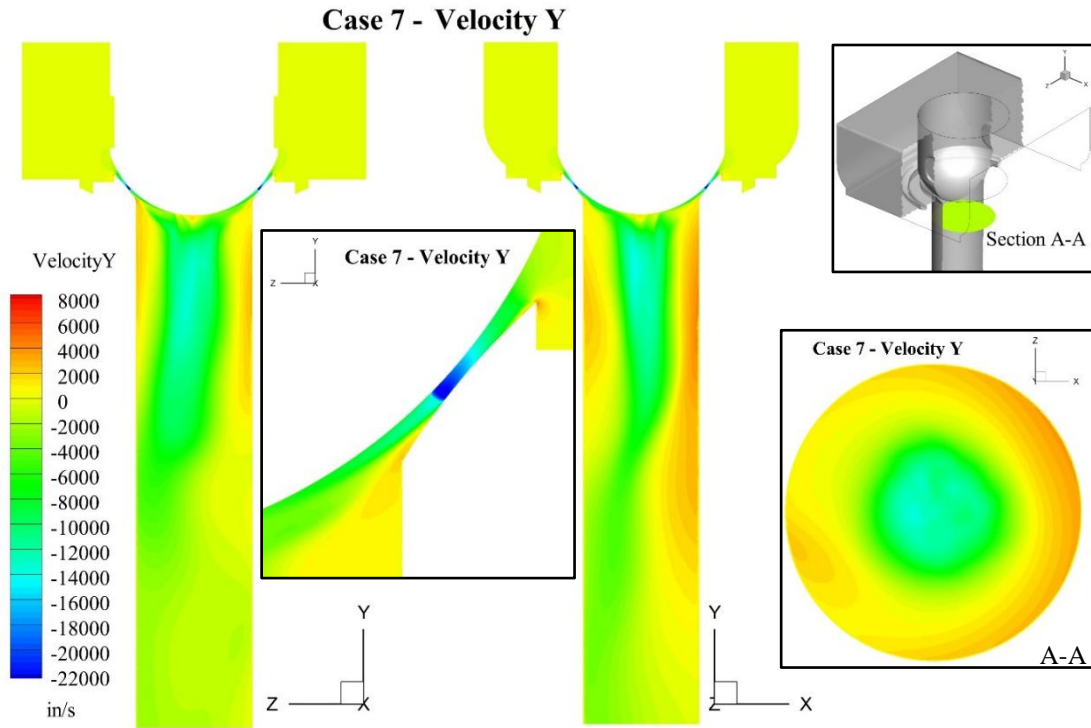 Case 7 - Velocity Y
Y
Z
X
Section A-A
VelocityY
8000
6000
4000
2000
0
-2000
-4000
-6000
-8000
-10000
-12000
-14000
-16000
-18000
-20000
-22000
in/s
Y
Case 7 - Velocity Y
Z
X
Case 7 - Velocity Y
Z
Y
X
A-A
Y
Z
X
Y
Z
X